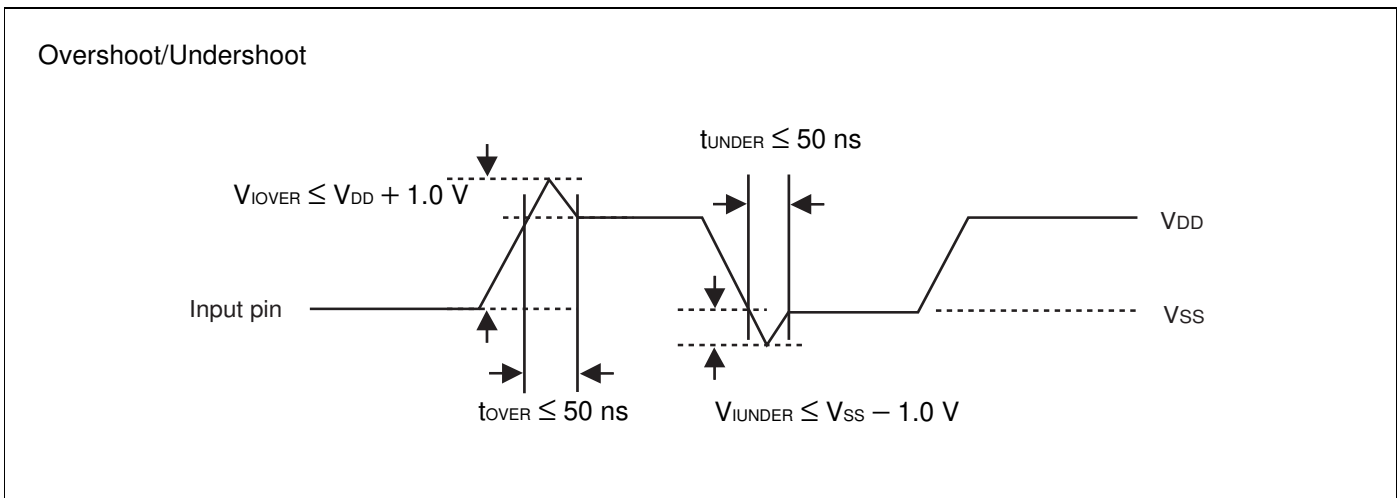 Overshoot/Undershoot
tUNDER ≤ 50 ns
VIOVER ≤ VDD + 1.0 V
VDD
Input pin
VSS
tOVER ≤ 50 ns
VIUNDER ≤ VSS − 1.0 V